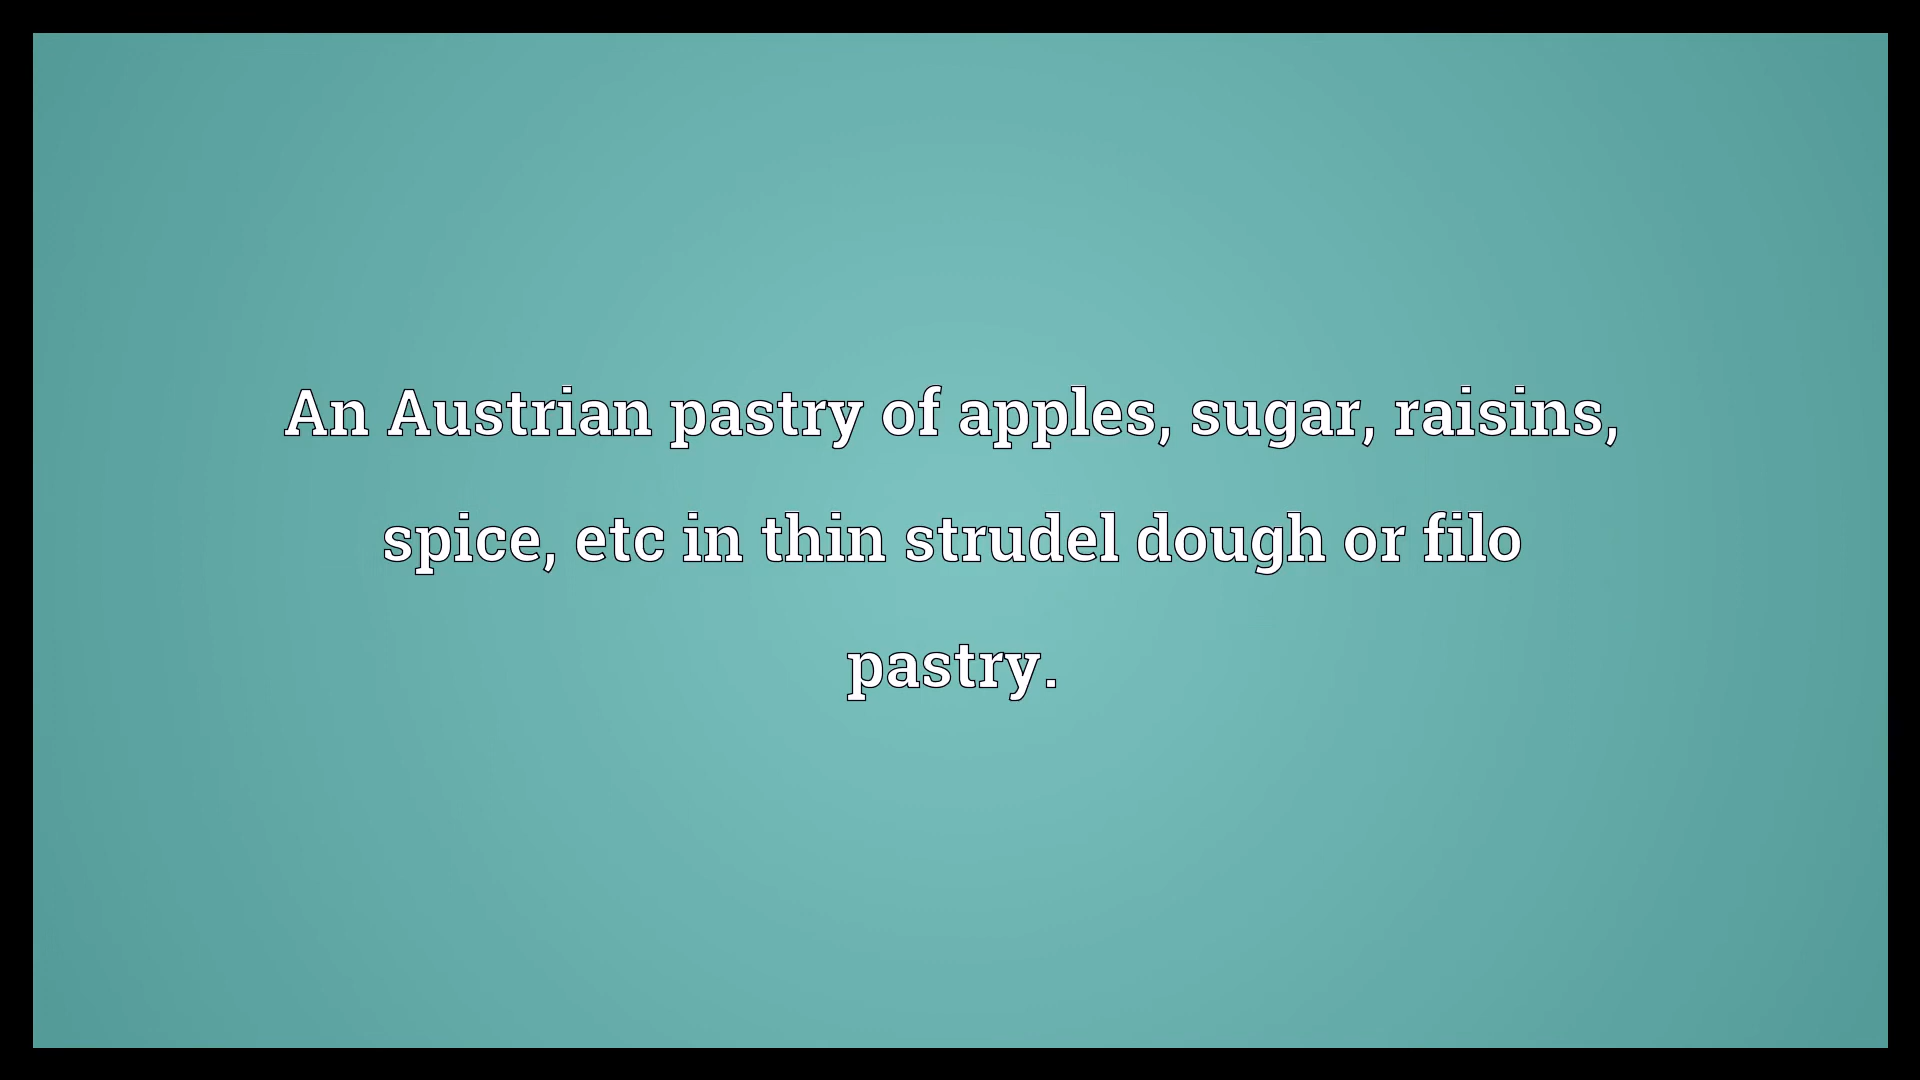 An Austrian pastry of apples, sugar, raisins,
spice, etc in thin strudel dough or filo
pastry.